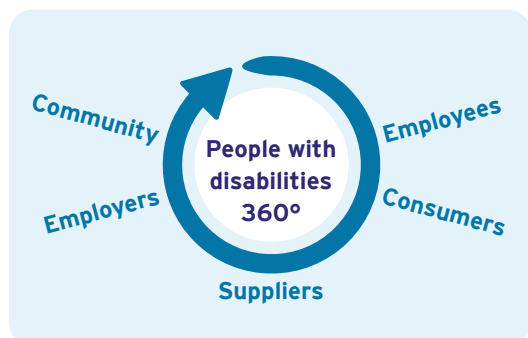 People with
disabilities
360°
Employees
Consumers
Suppliers
Employers
Community